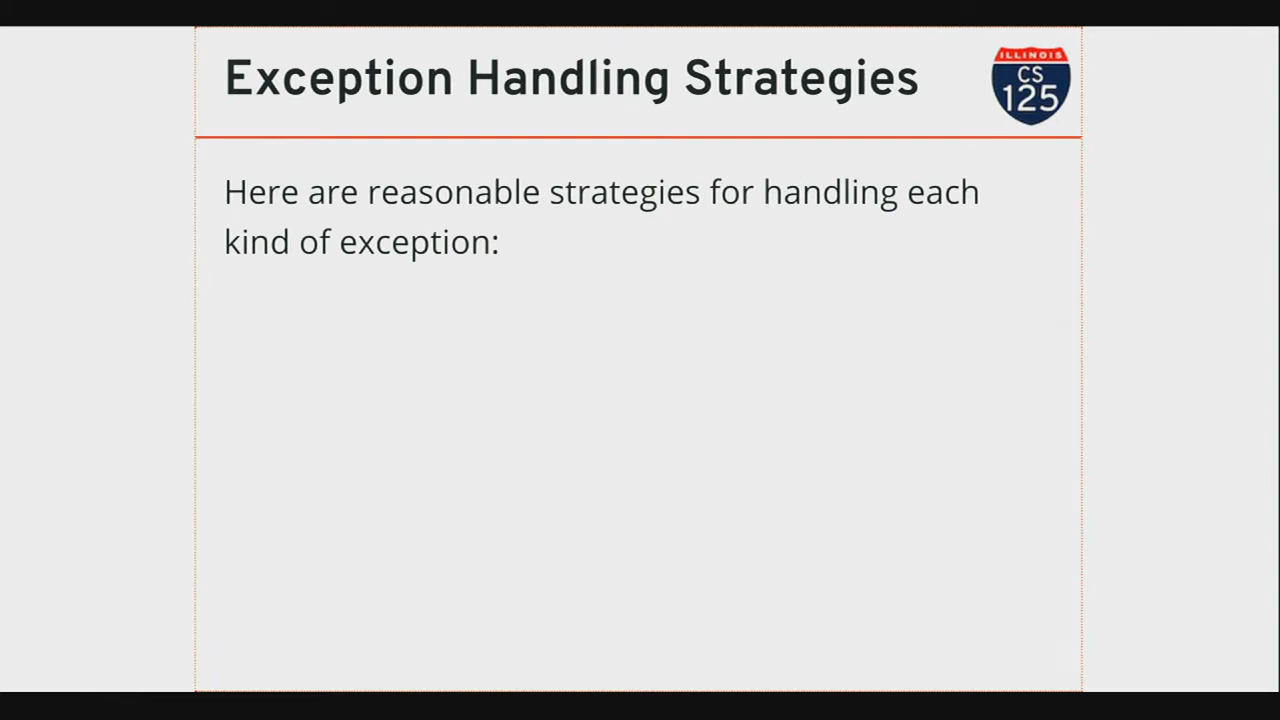 Exception Handling Strategies
ILLINOIS
CS
125
Here are reasonable strategies for handling each
kind of exception: